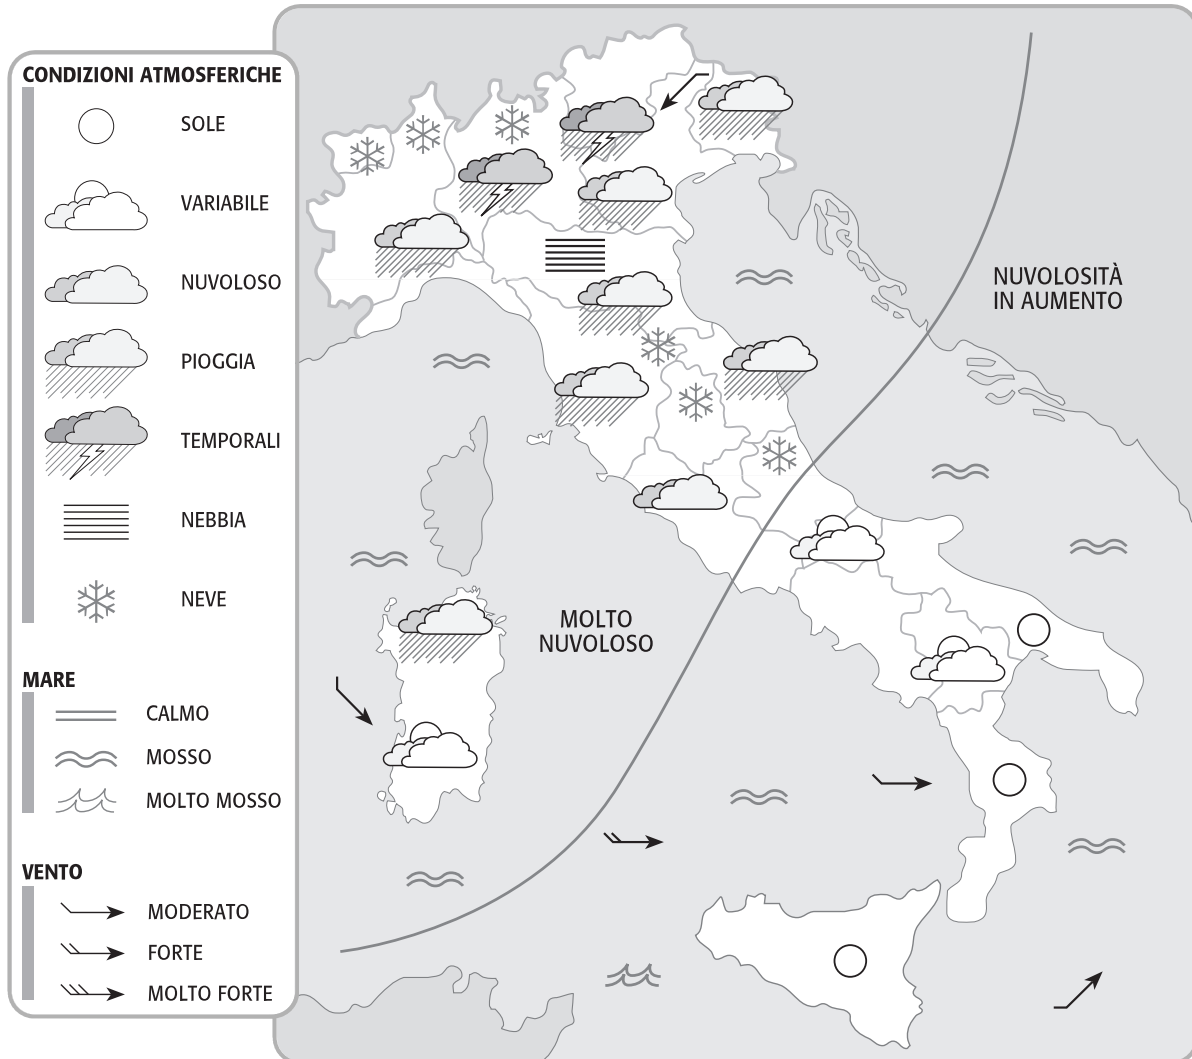 CONDIZIONI ATMOSFERICHE
SOLE
VARIABILE
NUVOLOSO
PIOGGIA
TEMPORALI
NEBBIA
NEVE
MARE
CALMO
MOSSO
MOLTO MOSSO
VENTO
MODERATO
FORTE
MOLTO FORTE
NUVOLOSITÀ
IN AUMENTO
MOLTO
NUVOLOSO